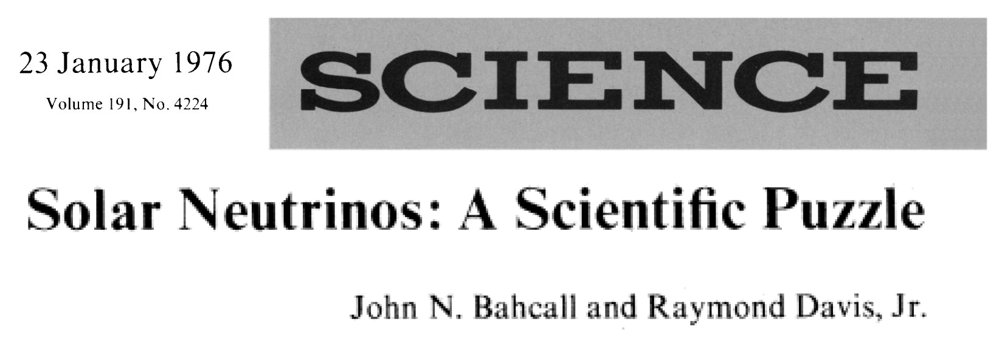 23 January 1976
Volume 191, No. 4224
SCIENCE
Solar Neutrinos: A Scientific Puzzle
John N. Bahcall and Raymond Davis, Jr.